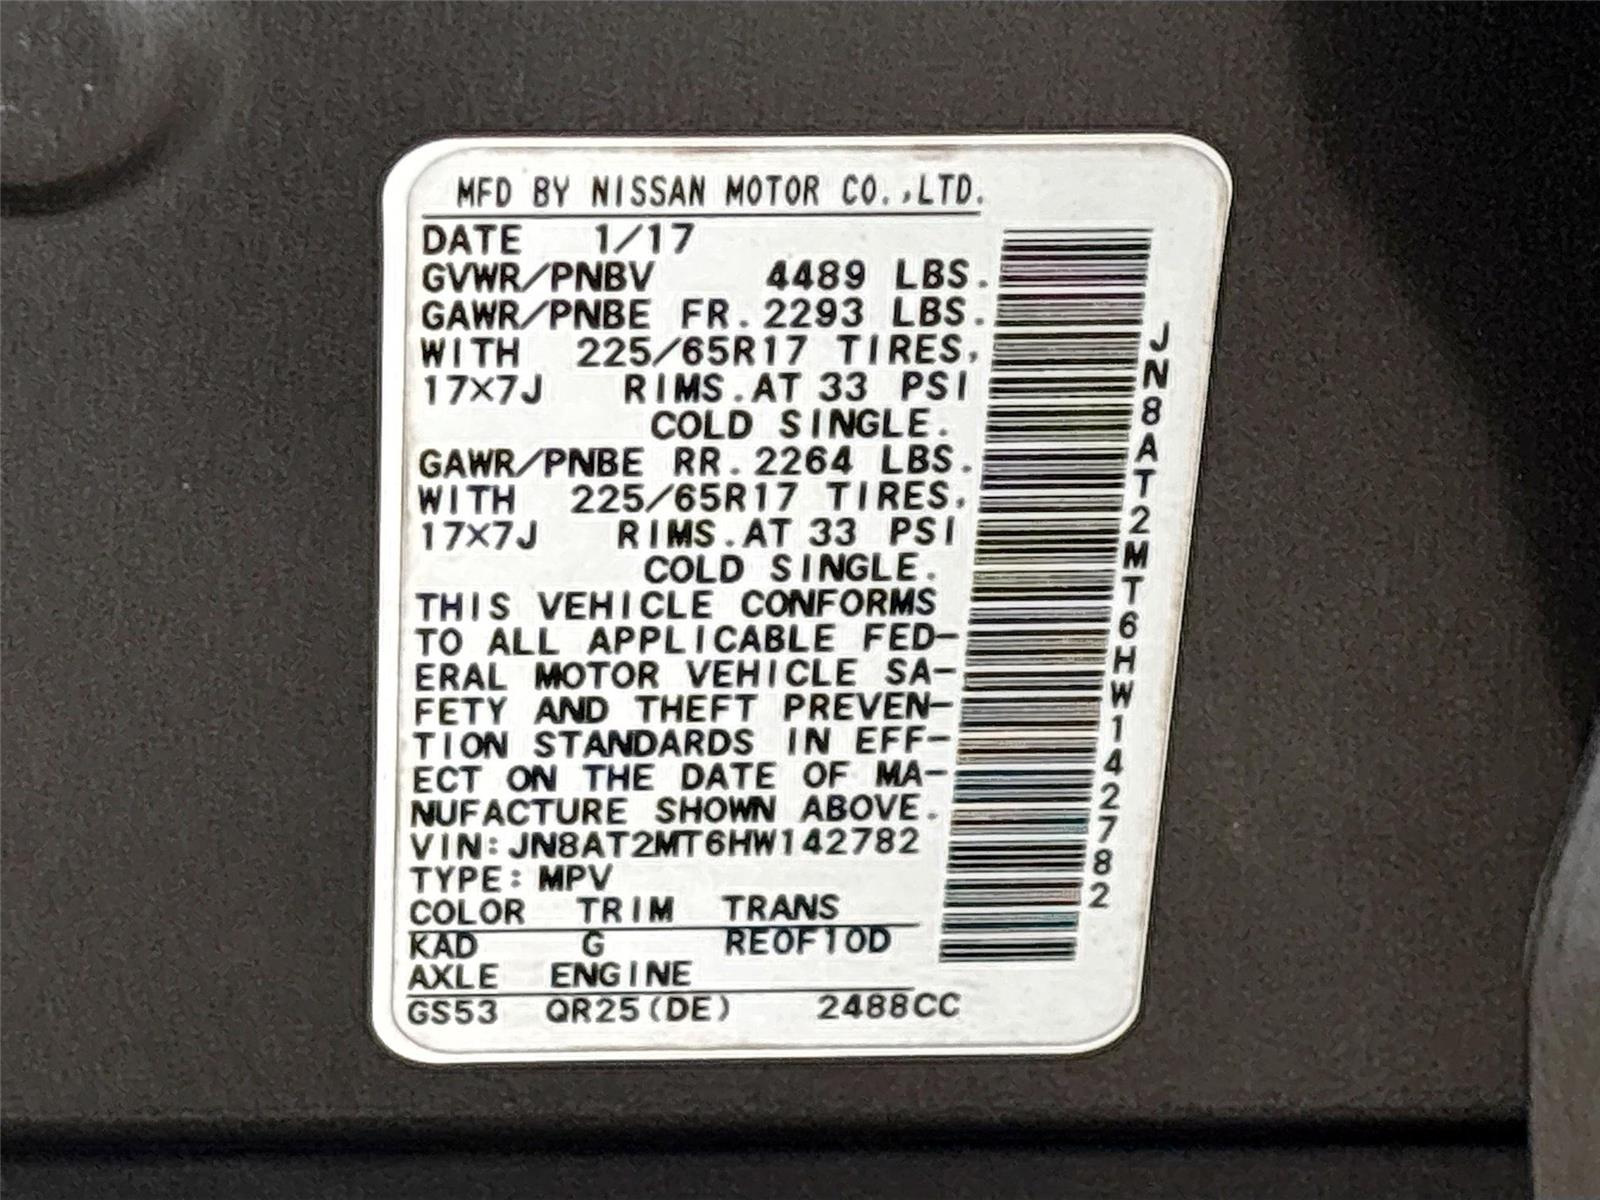 MFD BY NISSAN MOTOR CO.,LTD.
DATE 1/17
GVWR/PNBV 4489 LBS.
GAWR/PNBE FR.2293 LBS.
WITH 225/65R17 TIRES,
17×7J RIMS.AT 33 PSI
COLD SINGLE.
GAWR/PNBE RR.2264 LBS.
WITH 225/65R17 TIRES,
17×7J RIMS.AT 33 PSI
COLD SINGLE.
THIS VEHICLE CONFORMS
TO ALL APPLICABLE FED-
ERAL MOTOR VEHICLE SA-
FETY AND THEFT PREVEN-
TION STANDARDS IN EFF-
ECT ON THE DATE OF MA-
NUFACTURE SHOWN ABOVE.
VIN:JN8AT2MT6HW142782
TYPE:MPV
COLOR TRIM TRANS
KAD G RE0F10D
AXLE ENGINE
GS53 QR25(DE) 2488CC
JN8AT2MT6HW142782